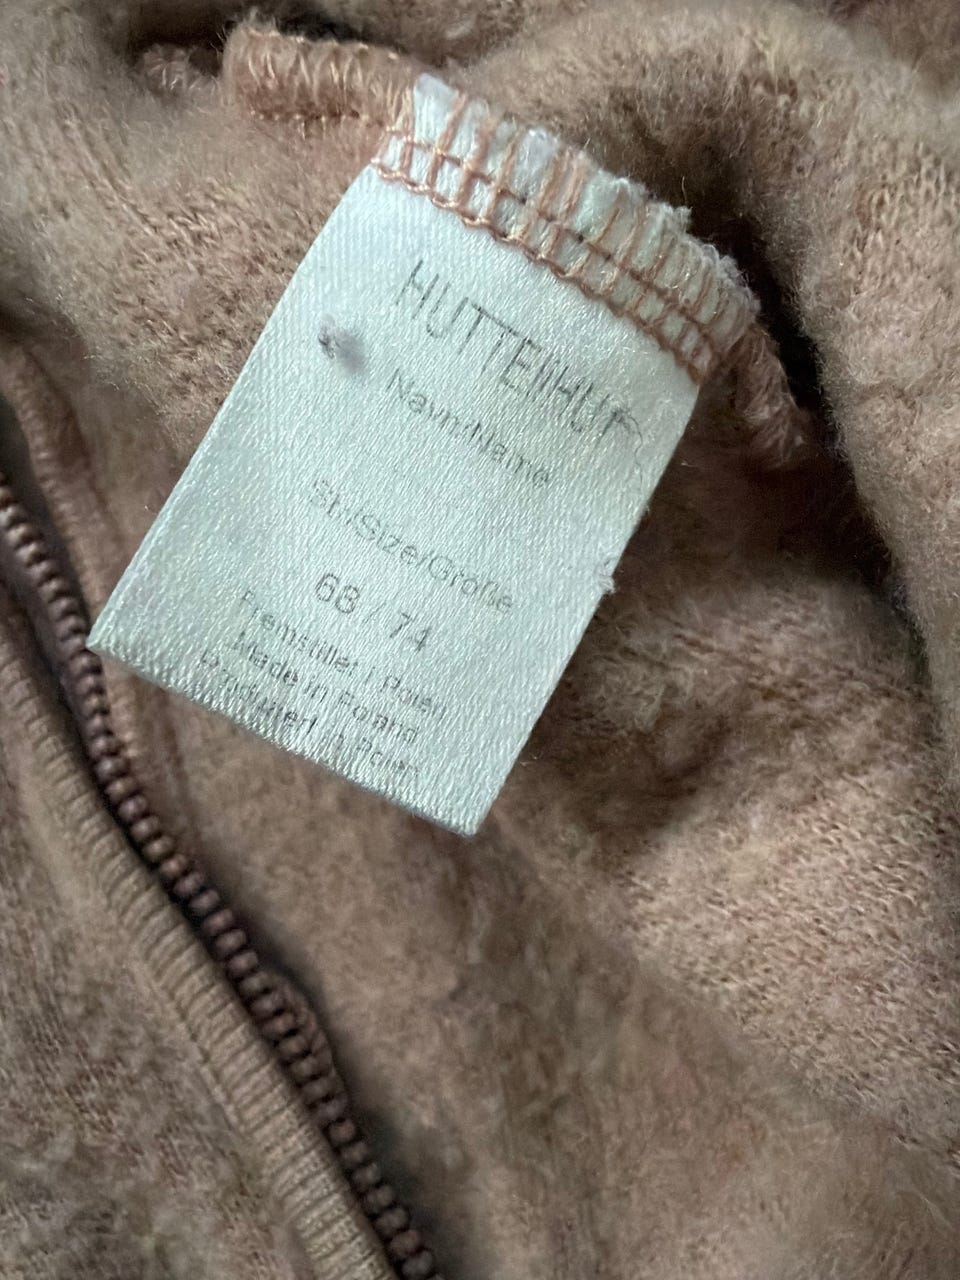 HUTTEliHUT
Navn/Name
Str./Size/Größe
68 / 74
Fremstillet i Polen
Made in Poland
Produziert in Polen